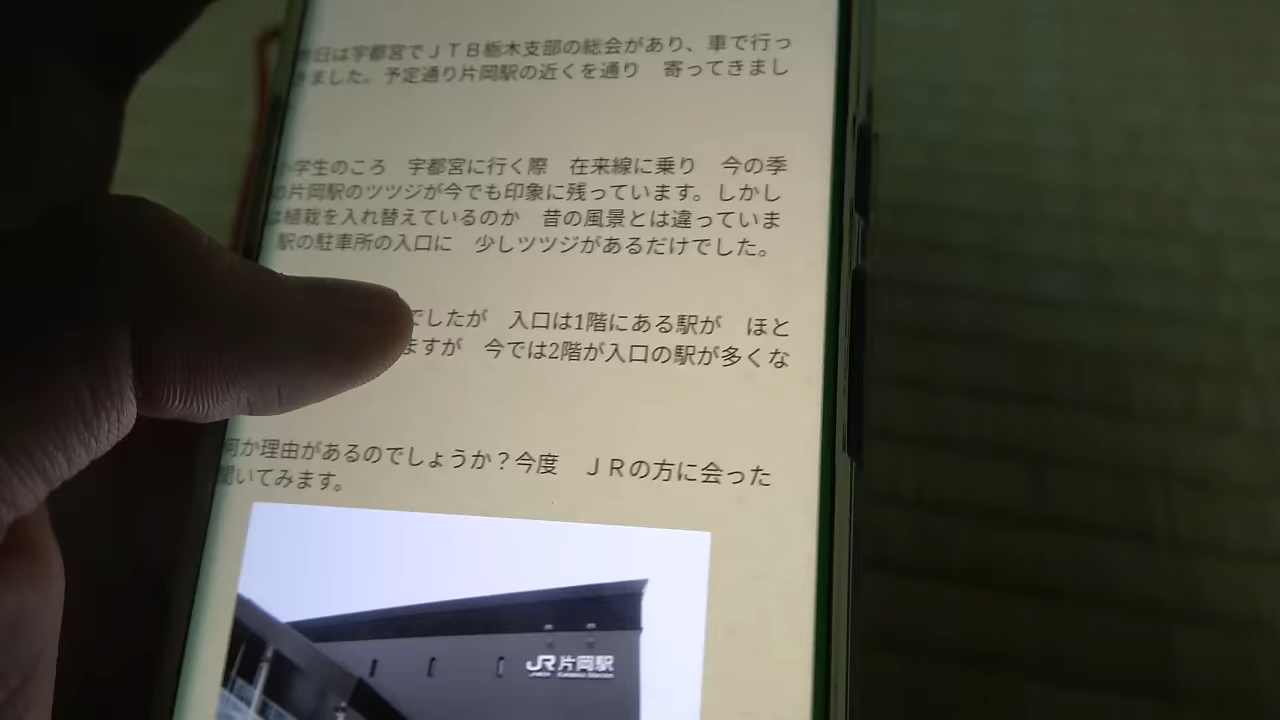 昨日は宇都宮でJTB栃木支部の総会があり、車で行っ
きました。予定通り片岡駅の近くを通り　寄ってきまし
小学生のころ　宇都宮に行く際　在来線に乗り　今の季
の片岡駅のツツジが今でも印象に残っています。しかし
は植栽を入れ替えているのか　昔の風景とは違っていま
駅の駐車所の入口に　少しツツジがあるだけでした。
でしたが　入口は1階にある駅が　ほと
ますが　今では2階が入口の駅が多くな
何か理由があるのでしょうか？今度　JRの方に会った
聞いてみます。
JR 片岡駅